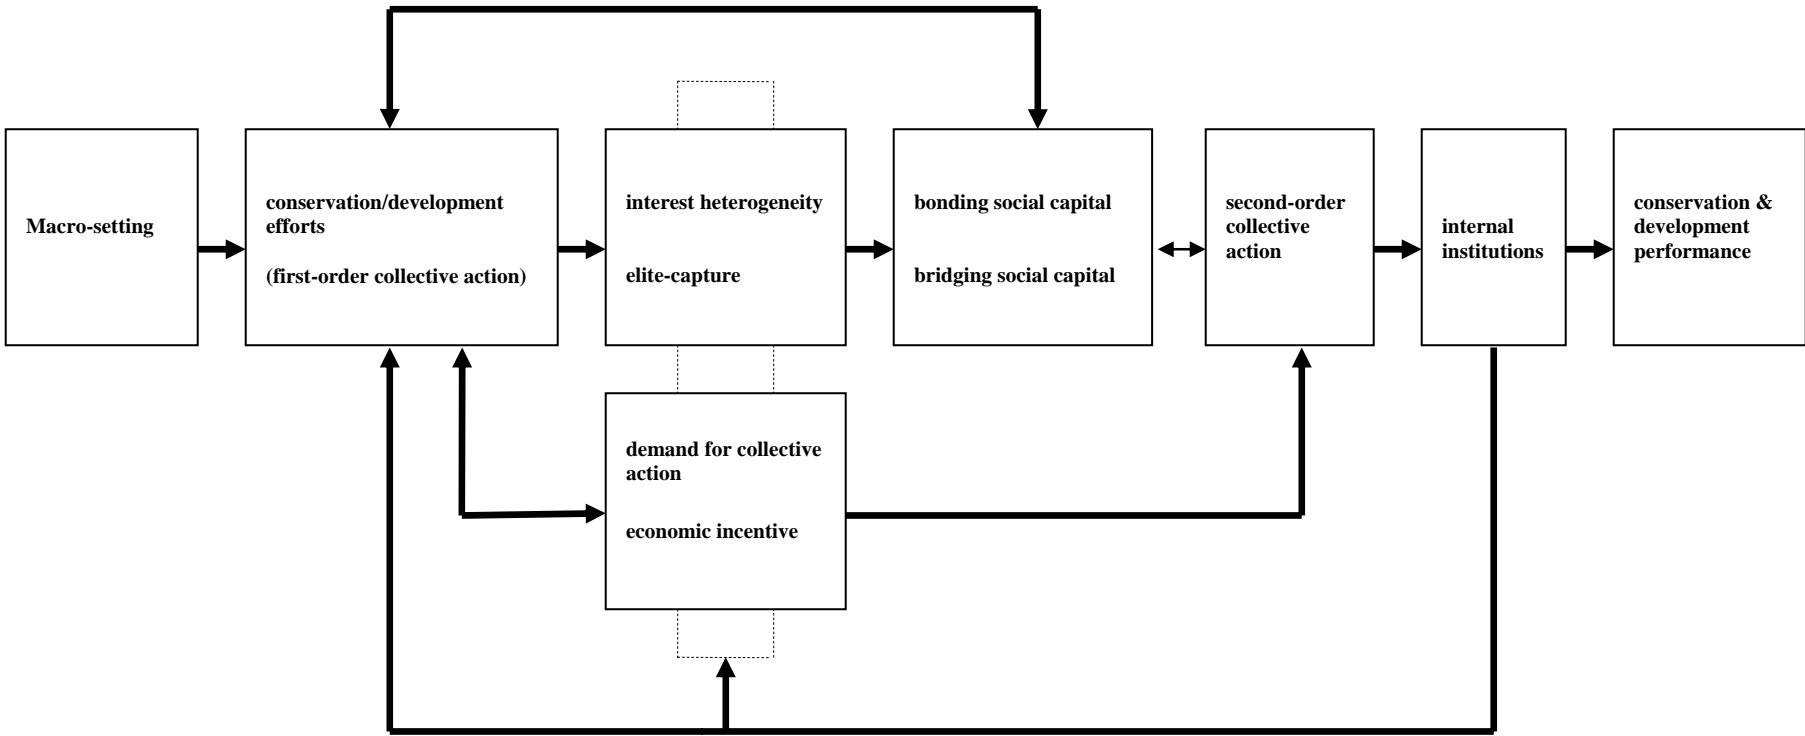 Macro-setting
conservation/development
efforts
(first-order collective action)
interest heterogeneity
elite-capture
bonding social capital
bridging social capital
second-order
collective
action
internal
institutions
conservation &
development
performance
demand for collective
action
economic incentive